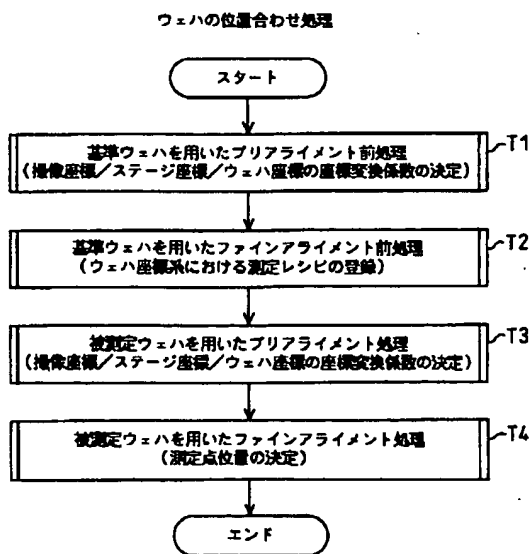 ウェハの位置合わせ処理
スタート
T1
基準ウェハを用いたプリアライメント前処理
(撮像座標/ステージ座標/ウェハ座標の座標変換係数の決定)
T2
基準ウェハを用いたファインアライメント前処理
(ウェハ座標系における測定レシピの登録)
T3
被測定ウェハを用いたプリアライメント処理
(撮像座標/ステージ座標/ウェハ座標の座標変換係数の決定)
T4
被測定ウェハを用いたファインアライメント処理
(測定点位置の決定)
エンド